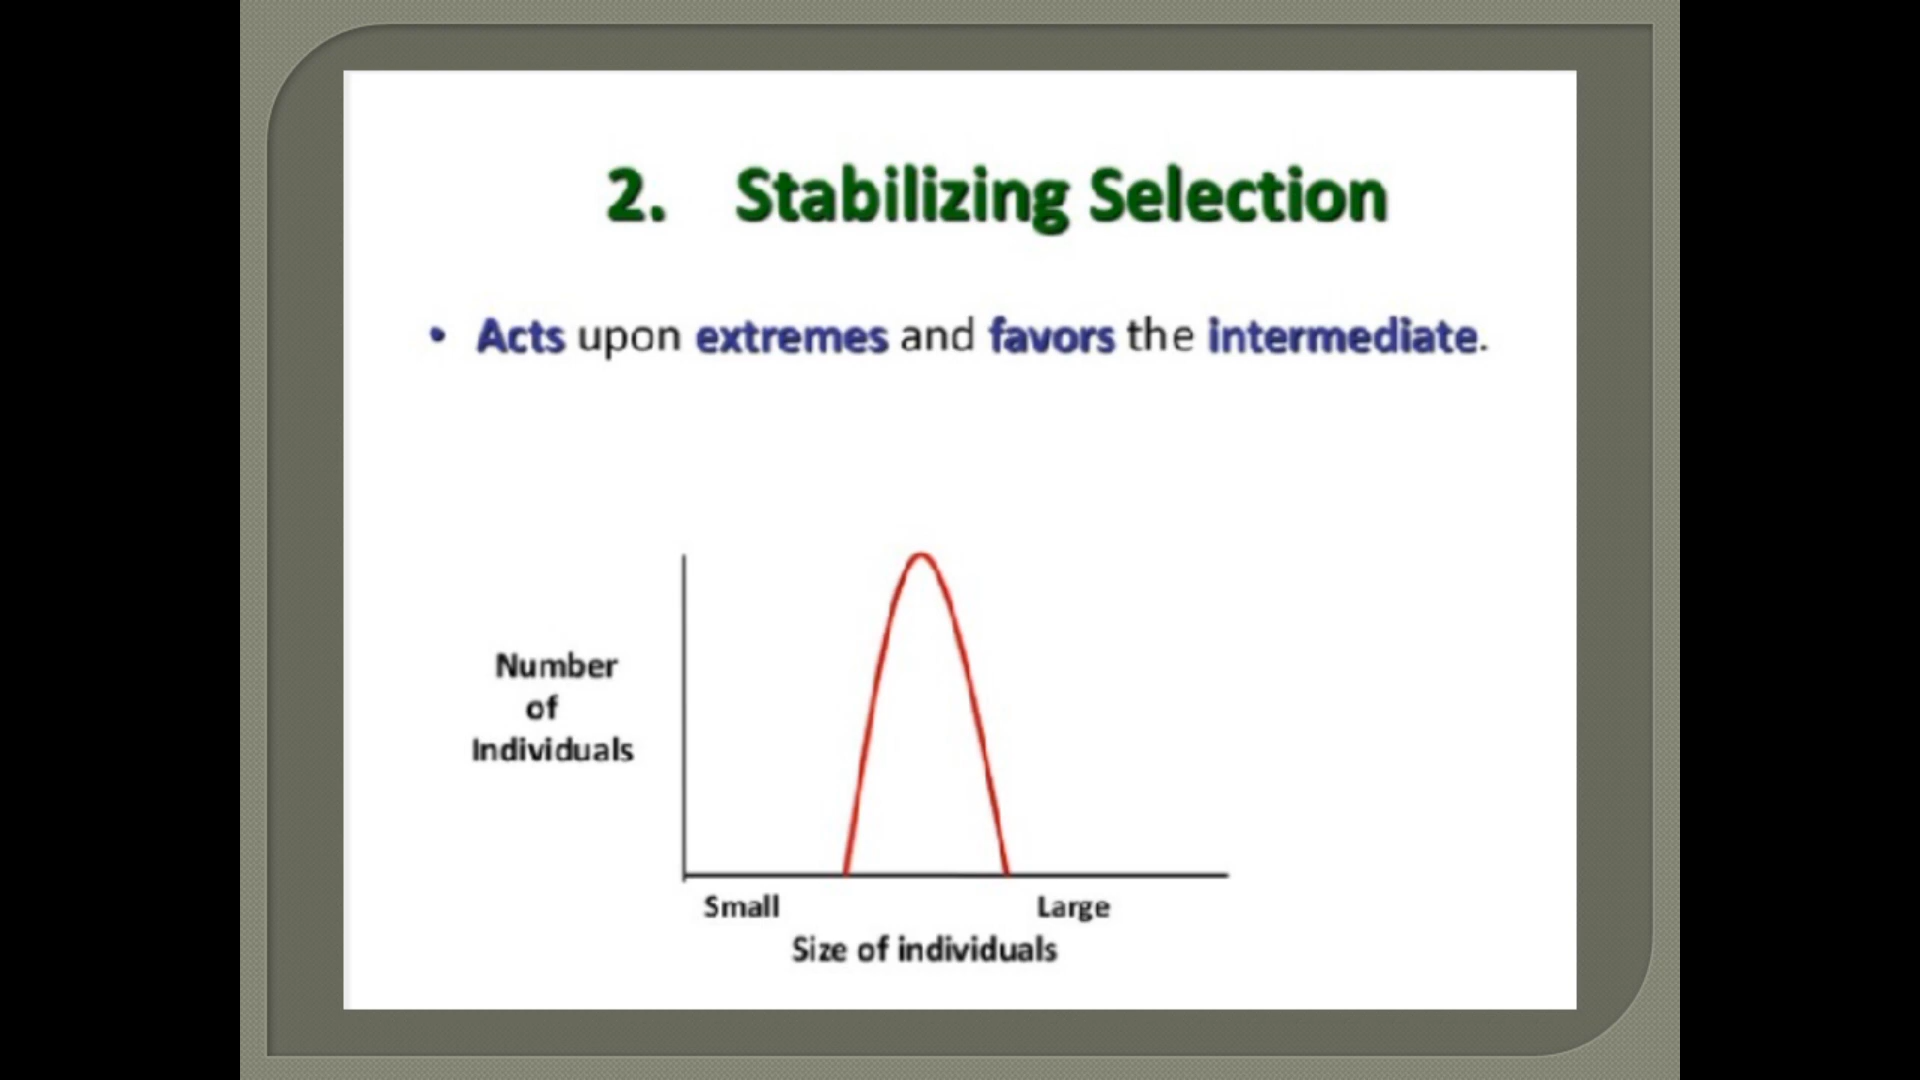 2. Stabilizing Selection
• Acts upon extremes and favors the intermediate.
Number
of
Individuals
Small Large
Size of individuals